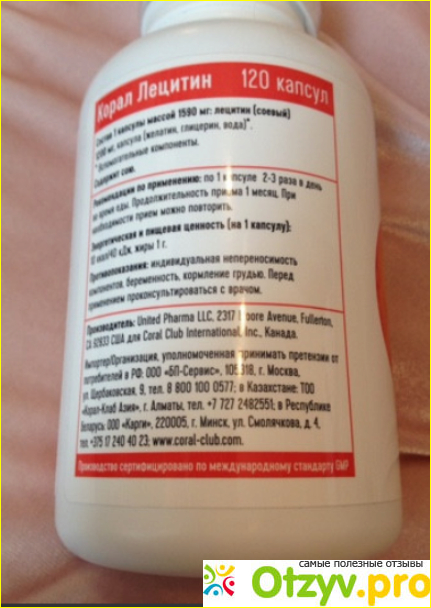 Корал Лецитин 120 капсул
Состав 1 капсулы массой 1590 мг: лецитин (соевый)
1200 мг, капсула (желатин, глицерин, вода)*.
* Вспомогательные компоненты.
Содержит сою.
Рекомендации по применению: по 1 капсуле 2-3 раза в день
во время еды. Продолжительность приема 1 месяц. При
необходимости прием можно повторить.
Энергетическая и пищевая ценность (на 1 капсулу):
10 ккал/40 кДж, жиры 1 г.
Противопоказания: индивидуальная непереносимость
компонентов, беременность, кормление грудью. Перед
применением проконсультироваться с врачом.
Производитель: United Pharma LLC, 2317 Moore Avenue, Fullerton,
CA 92833 США для Coral Club International, Inc., Канада.
Импортер/Организация, уполномоченная принимать претензии от
потребителей в РФ: ООО «БП-Сервис», 105318, г. Москва,
ул. Щербаковская, 9, тел. 8 800 100 0577; в Казахстане: ТОО
«Корал-Клаб Азия», г. Алматы, тел. +7 727 2482551; в Республике
Беларусь: ООО «Карги», 220005, г. Минск, ул. Смолячкова, д. 4,
тел. +375 17 240 40 23; www.coral-club.com.
Производство сертифицировано по международному стандарту GMP
самые полезные отзывы
Otzyv.pro